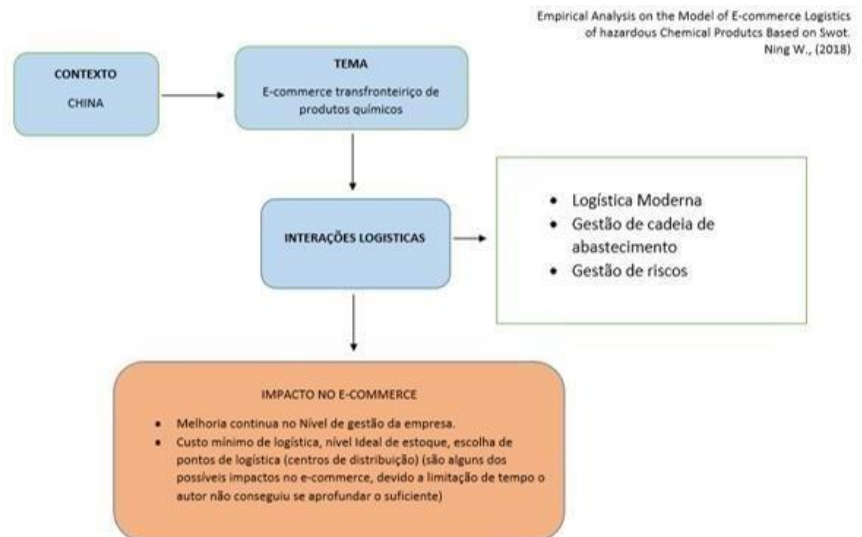 Empirical Analysis on the Model of E-commerce Logistics
of hazardous Chemical Produtcs Based on Swot.
Ning W., (2018)
CONTEXTO
CHINA
TEMA
E-commerce transfronteiriço de
produtos químicos
INTERAÇÕES LOGISTICAS
• Logística Moderna
• Gestão de cadeia de
abastecimento
• Gestão de riscos
IMPACTO NO E-COMMERCE
• Melhoria continua no Nível de gestão da empresa.
• Custo mínimo de logística, nível Ideal de estoque, escolha de
pontos de logística (centros de distribuição) (são alguns dos
possíveis impactos no e-commerce, devido a limitação de tempo o
autor não conseguiu se aprofundar o suficiente)